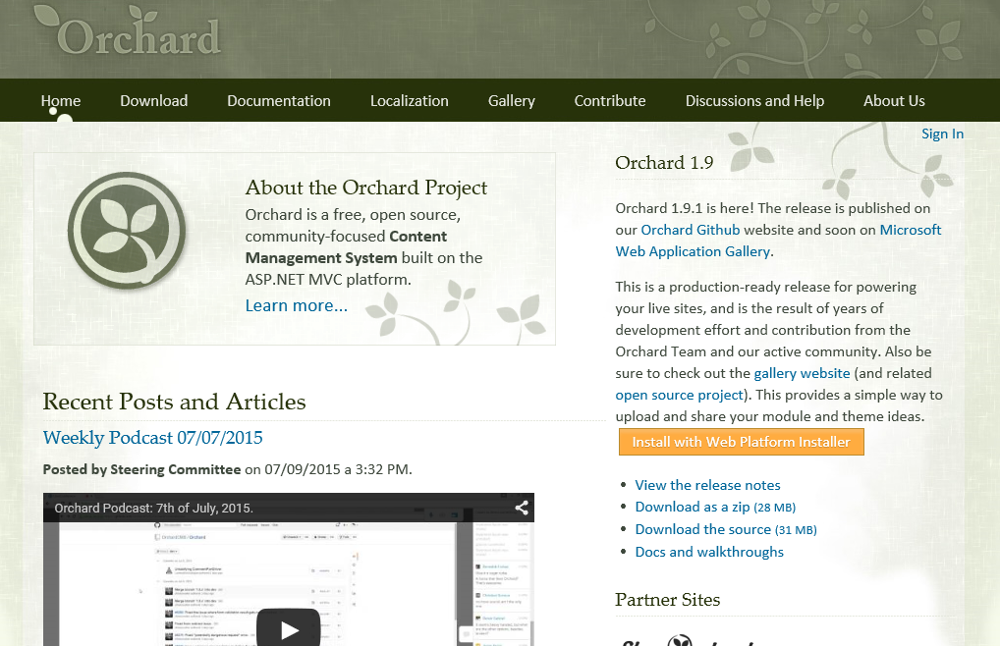 Orchard
Home Download Documentation Localization Gallery Contribute Discussions and Help About Us
Sign In
About the Orchard Project
Orchard is a free, open source,
community-focused Content
Management System built on the
ASP.NET MVC platform.
Learn more...
Recent Posts and Articles
Weekly Podcast 07/07/2015
Posted by Steering Committee on 07/09/2015 a 3:32 PM.
Orchard Podcast: 7th of July, 2015.
Orchard 1.9
Orchard 1.9.1 is here! The release is published on
our Orchard Github website and soon on Microsoft
Web Application Gallery.
This is a production-ready release for powering
your live sites, and is the result of years of
development effort and contribution from the
Orchard Team and our active community. Also be
sure to check out the gallery website (and related
open source project). This provides a simple way to
upload and share your module and theme ideas.
Install with Web Platform Installer
• View the release notes
• Download as a zip (28 MB)
• Download the source (31 MB)
• Docs and walkthroughs
Partner Sites